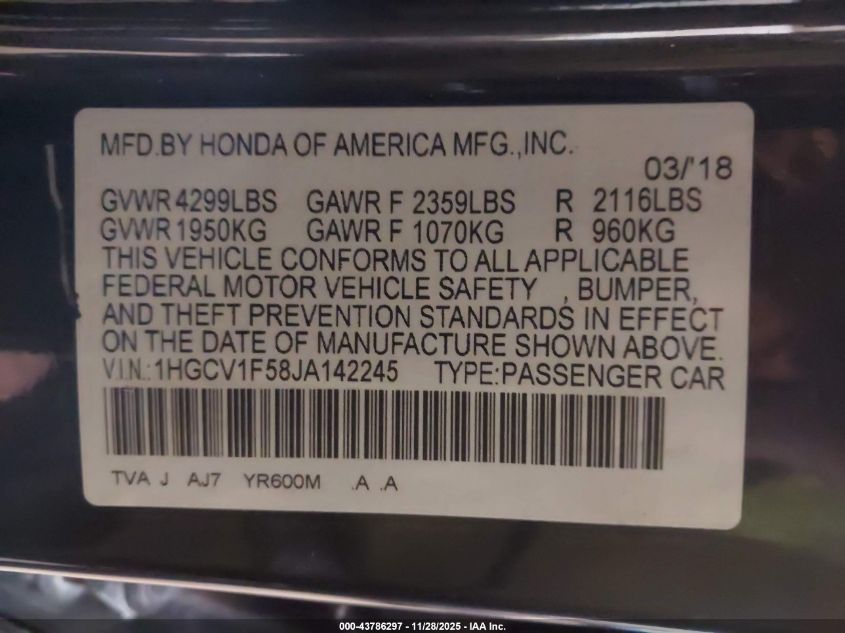 MFD.BY HONDA OF AMERICA MFG.,INC.
03/'18
GVWR 4299LBS GAWR F 2359LBS R 2116LBS
GVWR 1950KG GAWR F 1070KG R 960KG
THIS VEHICLE CONFORMS TO ALL APPLICABLE
FEDERAL MOTOR VEHICLE SAFETY , BUMPER,
AND THEFT PREVENTION STANDARDS IN EFFECT
ON THE DATE OF MANUFACTURE SHOWN ABOVE.
V.I.N.:1HGCV1F58JA142245 TYPE:PASSENGER CAR
TVA J AJ7 YR600M .A .A
000-43786297 - 11/28/2025 - IAA Inc.